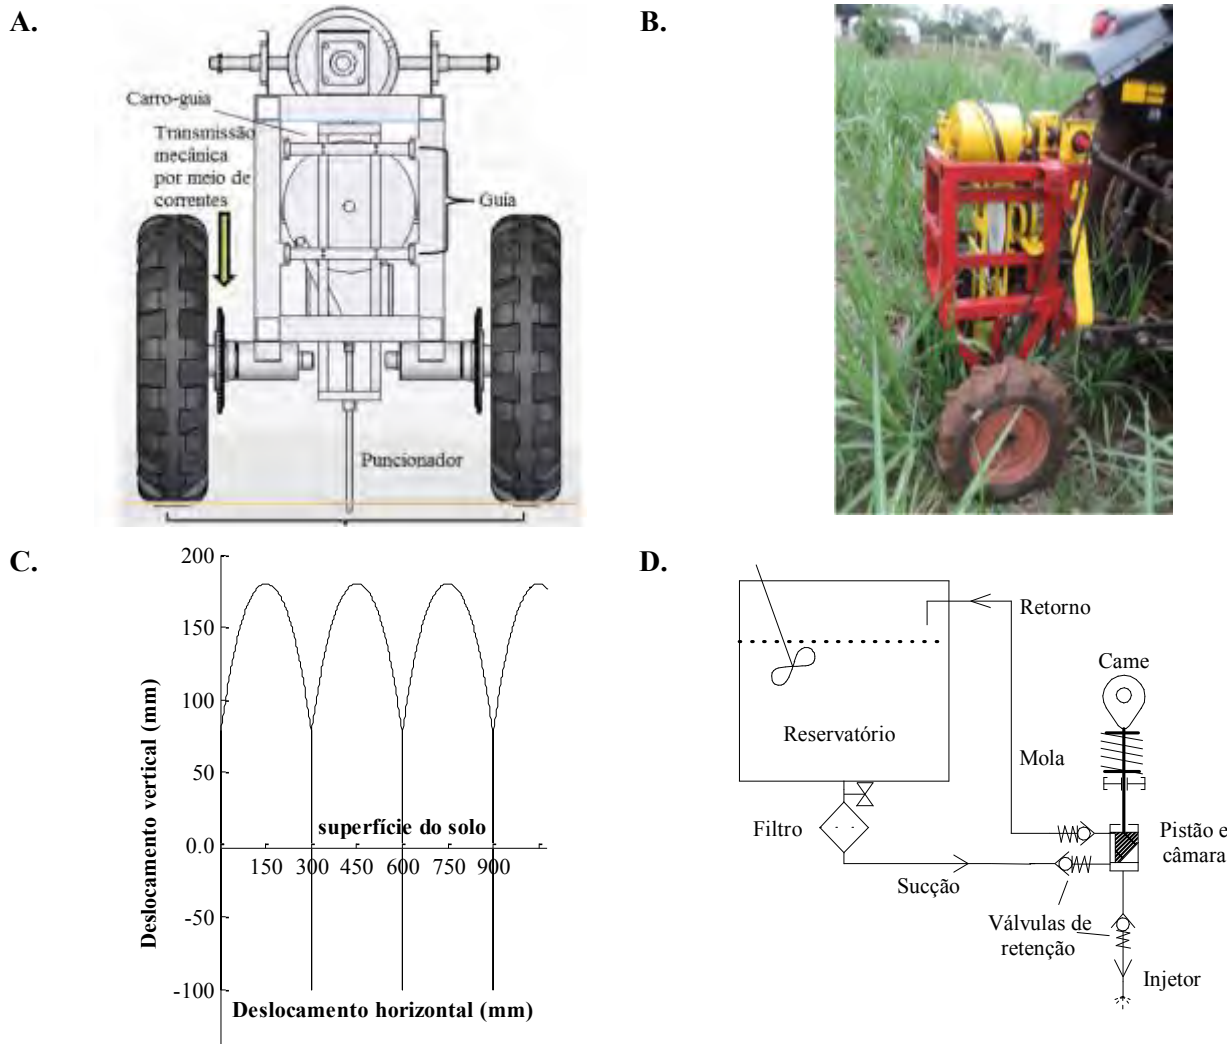 A.
Carro-guia
Transmissão
mecânica
por meio de
correntes
Guia
Puncionador
B.
C.
200
150
100
50
0.0
-50
-100
Deslocamento vertical (mm)
superfície do solo
150 300 450 600 750 900
Deslocamento horizontal (mm)
D.
Retorno
Came
Reservatório
Mola
Filtro
Pistão e
câmara
Sucção
Válvulas de
retenção
Injetor